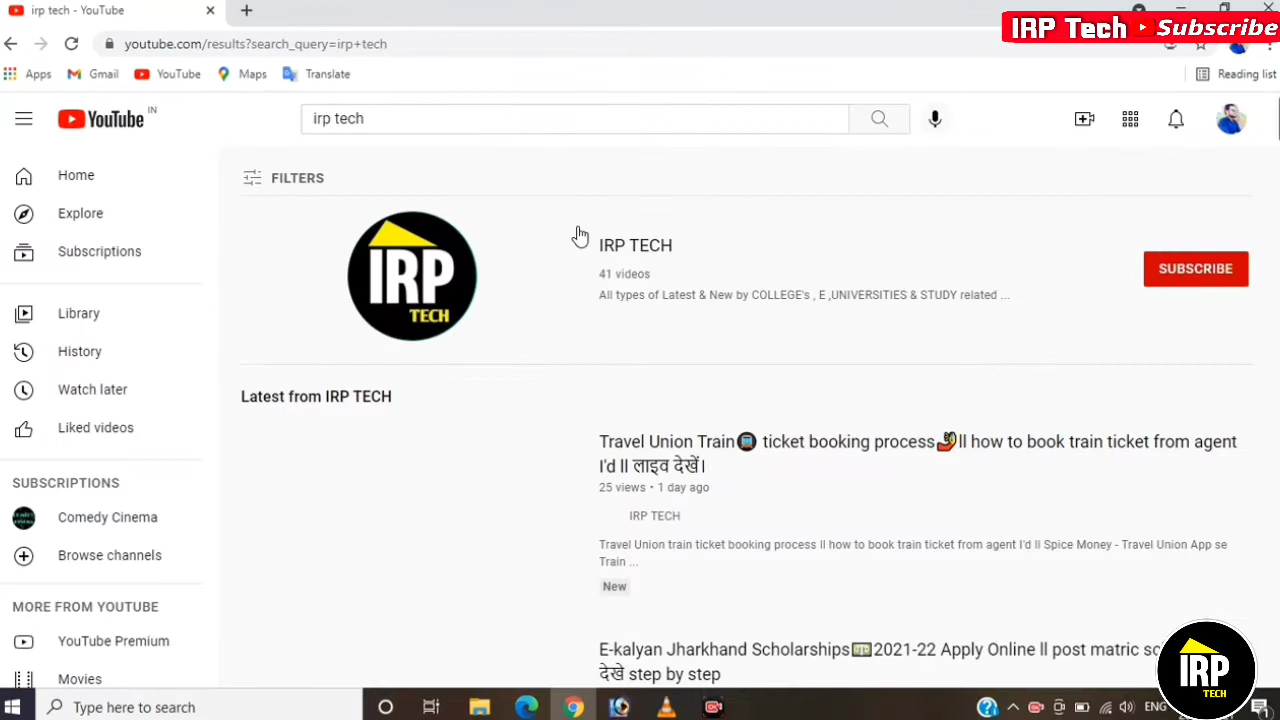 irp tech - YouTube
IRP Tech Subscribe
youtube.com/results?search_query=irp+tech
Apps Gmail YouTube Maps Translate Reading list
YouTube IN
irp tech
Home
Explore
Subscriptions
Library
History
Watch later
Liked videos
SUBSCRIPTIONS
Comedy Cinema
Browse channels
MORE FROM YOUTUBE
YouTube Premium
Movies
FILTERS
IRP
TECH
IRP TECH
41 videos
All types of Latest & New by COLLEGE's , E ,UNIVERSITIES & STUDY related ...
SUBSCRIBE
Latest from IRP TECH
Travel Union Train🚇 ticket booking process🤳ll how to book train ticket from agent
I'd ll लाइव देखें।
25 views • 1 day ago
IRP TECH
Travel Union train ticket booking process ll how to book train ticket from agent I'd ll Spice Money - Travel Union App se
Train ...
New
E-kalyan Jharkhand Scholarships💵2021-22 Apply Online ll post matric
देखे step by step
IRP
TECH
Type here to search
ENG